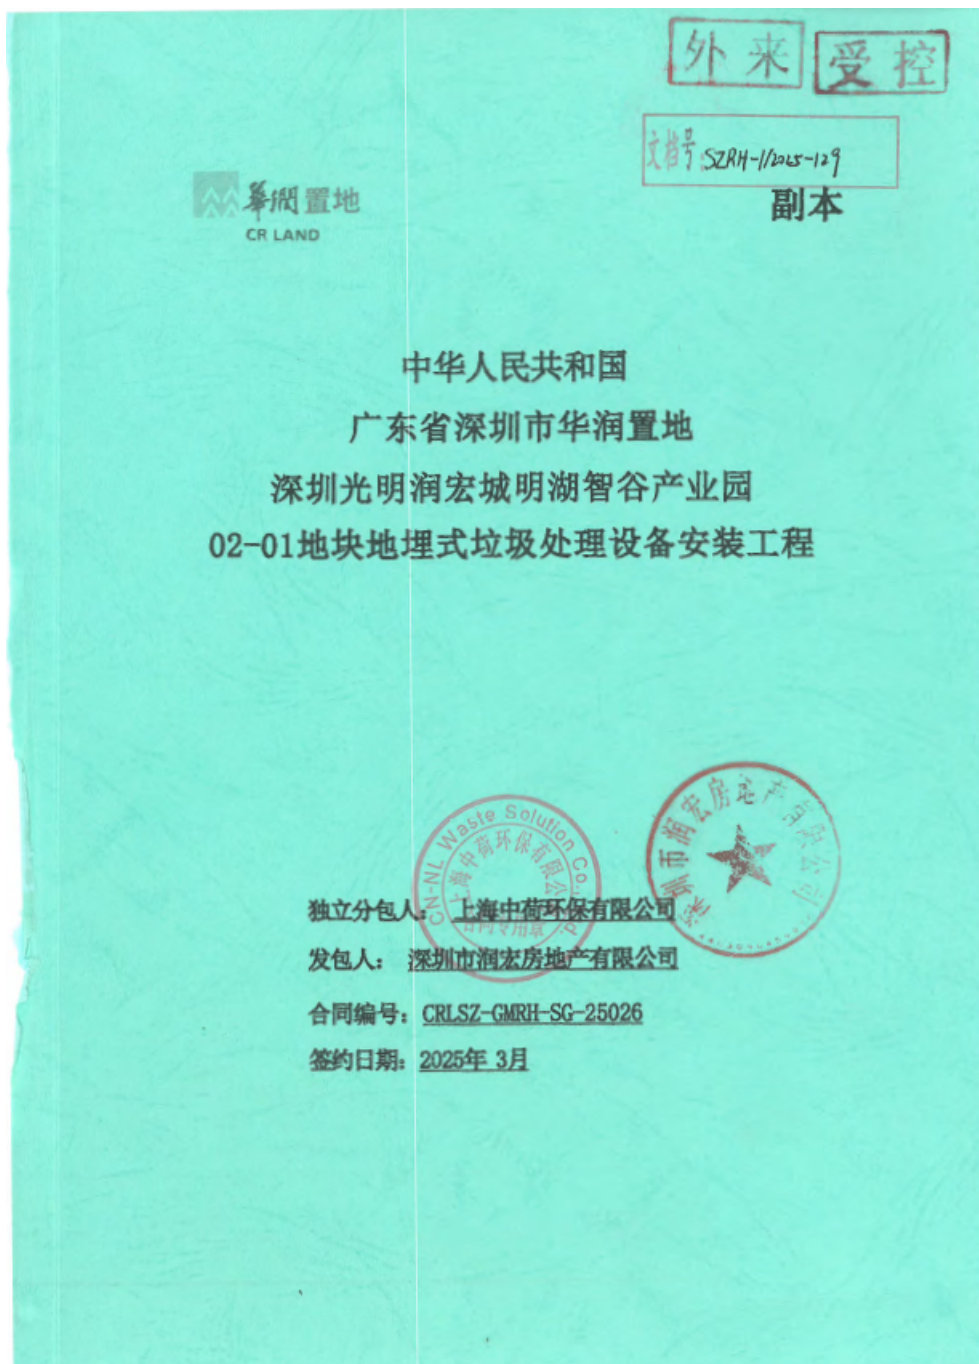 外来 受控
文档号:SZRH-1/2025-129
副本
華潤置地
CR LAND
中华人民共和国
广东省深圳市华润置地
深圳光明润宏城明湖智谷产业园
02-01地块地埋式垃圾处理设备安装工程
CN-NL Waste Solution Co.,
上海中荷环保有限公司
合同专用章
深圳市润宏房地产有限公司
独立分包人: 上海中荷环保有限公司
发包人: 深圳市润宏房地产有限公司
合同编号: CRLSZ-GMRH-SG-25026
签约日期: 2025年 3月